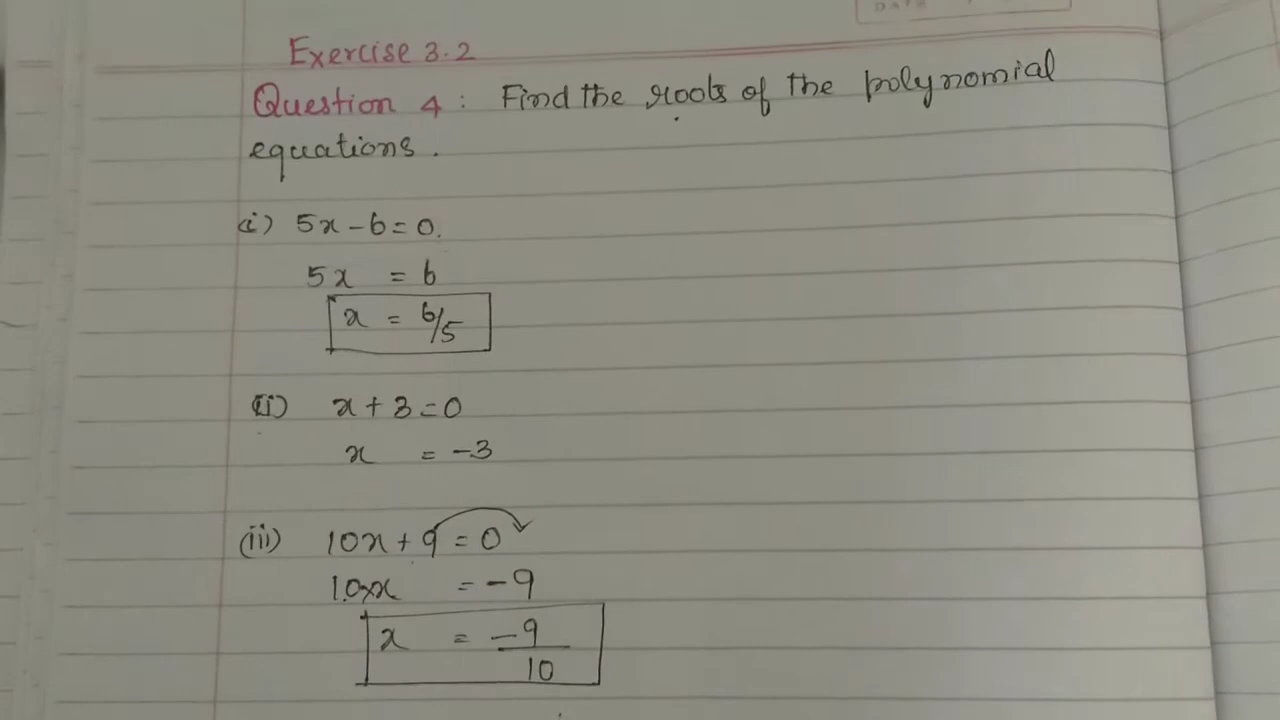 DATE
Exercise 3.2
Question 4 : Find the roots of the polynomial
equations.
(i) 5x - 6 = 0.
5x = 6
x = 6/5
(ii) x + 3 = 0
x = -3
(iii) 10x + 9 = 0
10x = -9
x = -9/10